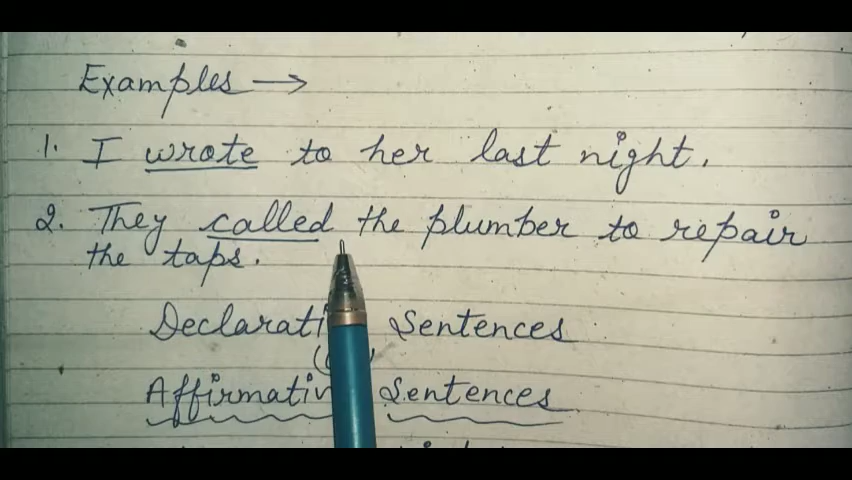 Examples →
1. I wrote to her last night.
2. They called the plumber to repair
the taps.
Sentences
Sentences